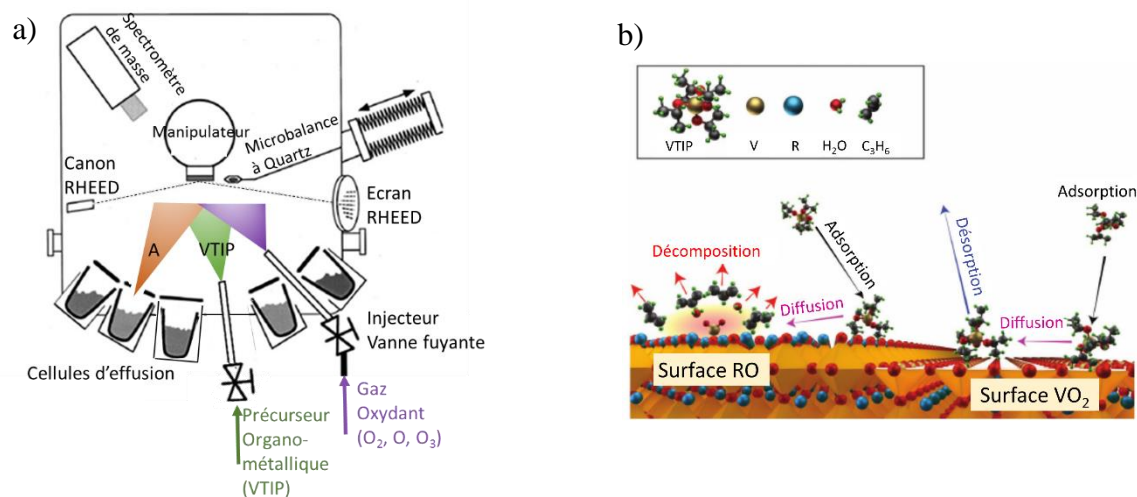 a)
Spectromètre
de masse
Manipulateur
Microbalance
à Quartz
Canon
RHEED
Ecran
RHEED
A
VTIP
Injecteur
Vanne fuyante
Cellules d'effusion
Précurseur
Organo-
métallique
(VTIP)
Gaz
Oxydant
(O₂, O, O₃)
b)
VTIP
V
R
H₂O
C₃H₆
Adsorption
Désorption
Adsorption
Décomposition
Diffusion
Diffusion
Surface RO
Surface VO₂